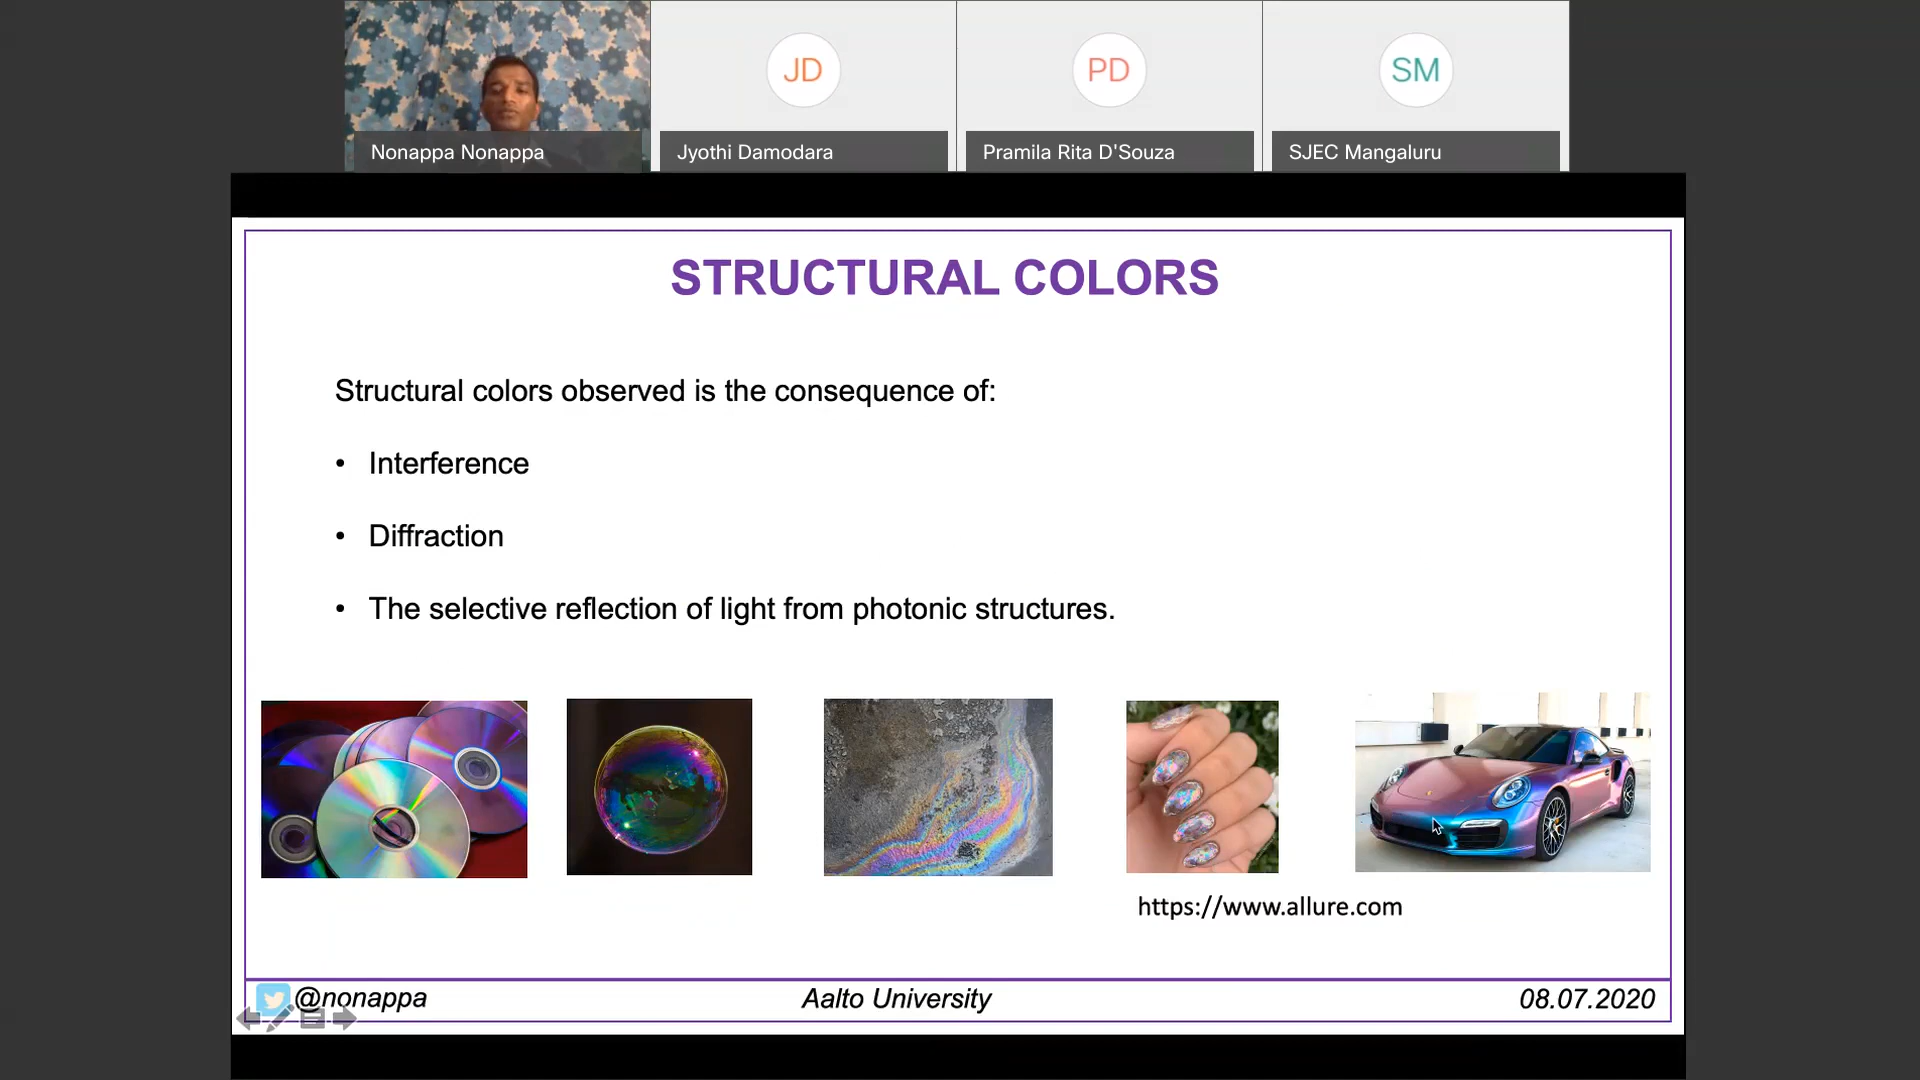 JD
PD
SM
Nonappa Nonappa
Jyothi Damodara
Pramila Rita D'Souza
SJEC Mangaluru
STRUCTURAL COLORS
Structural colors observed is the consequence of:
• Interference
• Diffraction
• The selective reflection of light from photonic structures.
https://www.allure.com
@nonappa
Aalto University
08.07.2020